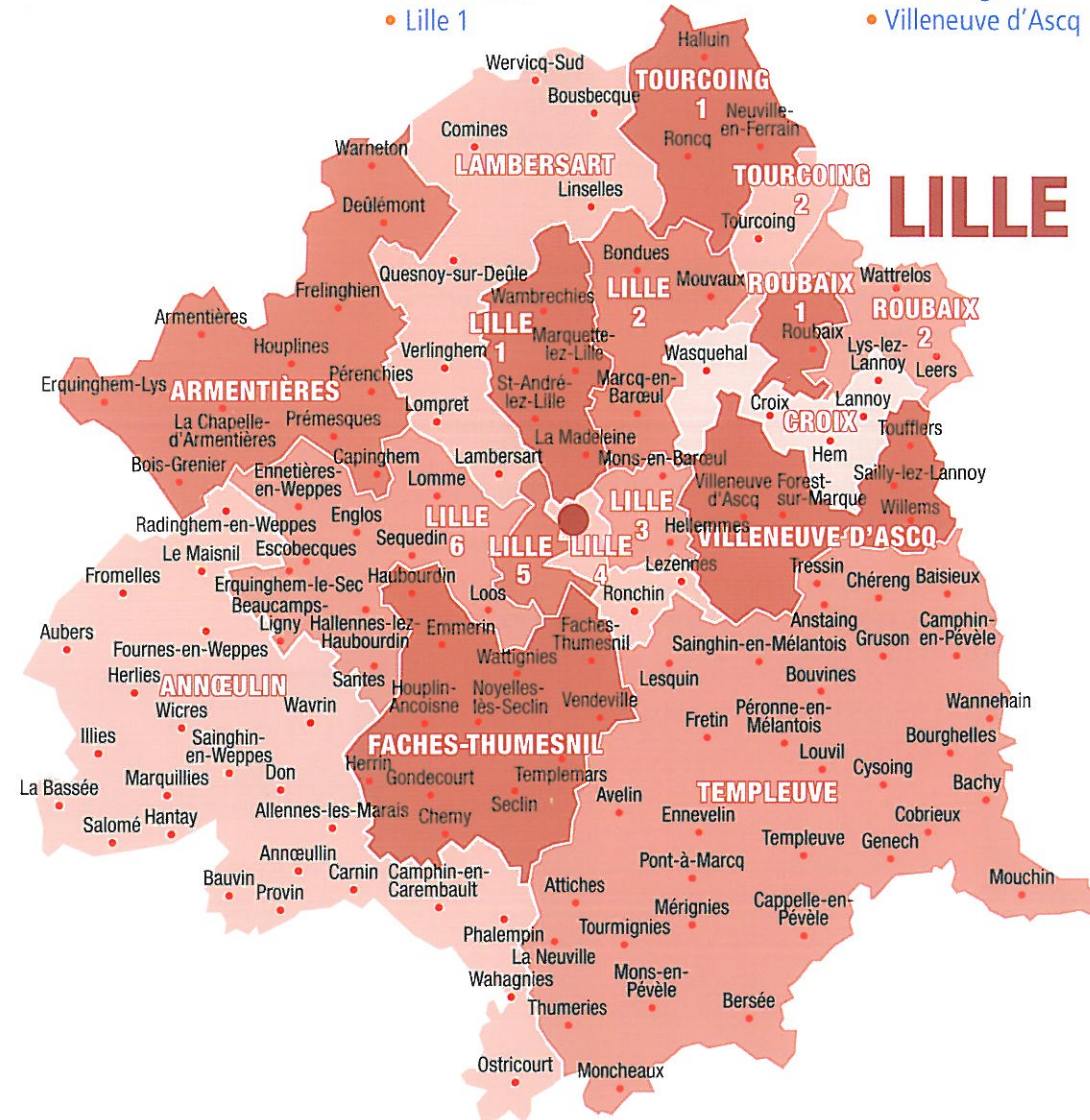 • Lille 1
• Villeneuve d'Ascq
LILLE
Halluin
TOURCOING
1
Wervicq-Sud
Bousbecque
Neuville-
en-Ferrain
Comines
Roncq
Warneton
LAMBERSART
TOURCOING
2
Linselles
Deûlémont
Tourcoing
Bondues
Quesnoy-sur-Deûle
Mouvaux
ROUBAIX
1
Wattrelos
Frelinghien
Wambrechies
LILLE
2
ROUBAIX
2
Armentières
LILLE
1
Marquette-
lez-Lille
Roubaix
Houplines
Verlinghem
Wasquehal
Lys-lez-
Lannoy
Leers
Erquinghem-Lys
ARMENTIÈRES
Pérenchies
St-André-
lez-Lille
Marcq-en-
Barœul
Lompret
Croix
Lannoy
La Chapelle-
d'Armentières
Prémesques
CROIX
Toufflers
La Madeleine
Hem
Bois-Grenier
Capinghem
Lambersart
Mons-en-Barœul
Sailly-lez-Lannoy
Ennetières-
en-Weppes
Lomme
Villeneuve
d'Ascq
Forest-
sur-Marque
LILLE
3
Willems
Radinghem-en-Weppes
Englos
LILLE
6
Hellemmes
VILLENEUVE D'ASCQ
Le Maisnil
Escobecques
Sequedin
LILLE
5
LILLE
4
Lezennes
Tressin
Fromelles
Erquinghem-le-Sec
Haubourdin
Chéreng
Baisieux
Beaucamps-
Ligny
Loos
Ronchin
Hallennes-lez-
Haubourdin
Emmerin
Faches-
Thumesnil
Anstaing
Camphin-
en-Pévèle
Aubers
Fournes-en-Weppes
Sainghin-en-Mélantois
Gruson
Wattignies
Herlies
ANNŒULIN
Santes
Houplin-
Ancoisne
Noyelles-
lès-Seclin
Lesquin
Bouvines
Wicres
Wavrin
Vendeville
Wannehain
Fretin
Péronne-en-
Mélantois
Illies
Sainghin-
en-Weppes
FACHES-THUMESNIL
Bourghelles
Louvil
Herrin
Cysoing
Marquillies
Don
Gondecourt
Templemars
La Bassée
Avelin
TEMPLEUVE
Bachy
Seclin
Salomé
Hantay
Allennes-les-Marais
Chemy
Ennevelin
Cobrieux
Templeuve
Genech
Annœullin
Pont-à-Marcq
Bauvin
Provin
Carnin
Camphin-en-
Carembault
Attiches
Mouchin
Mérignies
Cappelle-en-
Pévèle
Phalempin
Tourmignies
La Neuville
Wahagnies
Mons-en-
Pévèle
Thumeries
Bersée
Ostricourt
Moncheaux